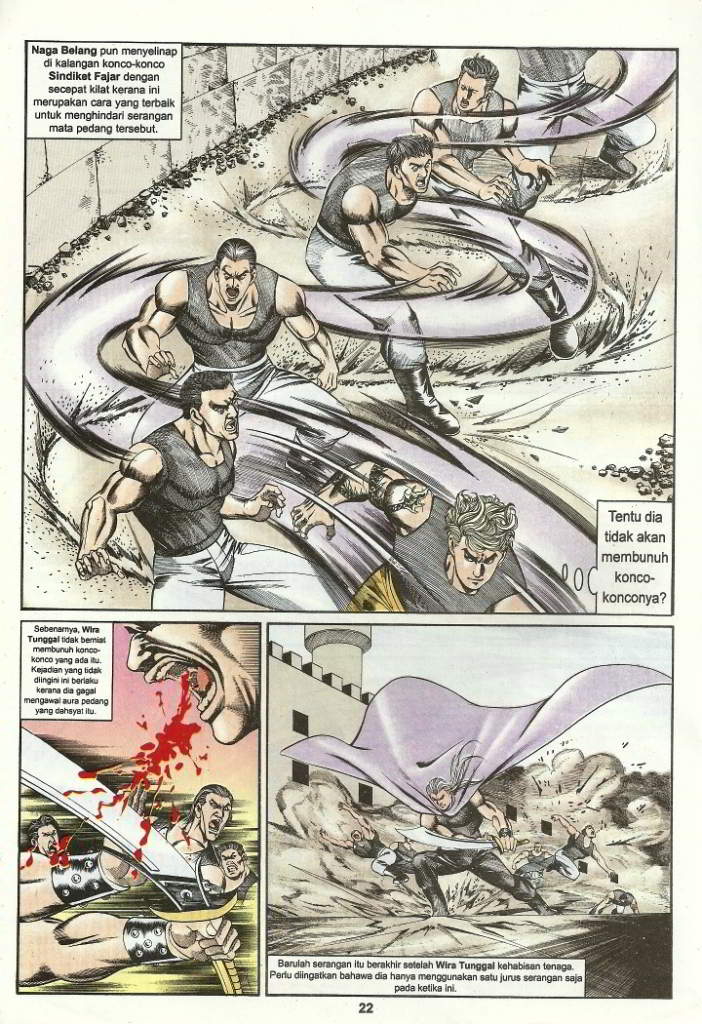 Naga Belang pun menyelinap
di kalangan konco-konco
Sindiket Fajar dengan
secepat kilat kerana ini
merupakan cara yang terbaik
untuk menghindari serangan
mata pedang tersebut.
Tentu dia
tidak akan
membunuh
konco-
konconya?
Sebenarnya, Wira
Tunggal tidak berniat
membunuh konco-
konco yang ada itu.
Kejadian yang tidak
diingini ini berlaku
kerana dia gagal
mengawal aura pedang
yang dahsyat itu.
Barulah serangan itu berakhir setelah Wira Tunggal kehabisan tenaga.
Perlu diingatkan bahawa dia hanya menggunakan satu jurus serangan saja
pada ketika ini.
22